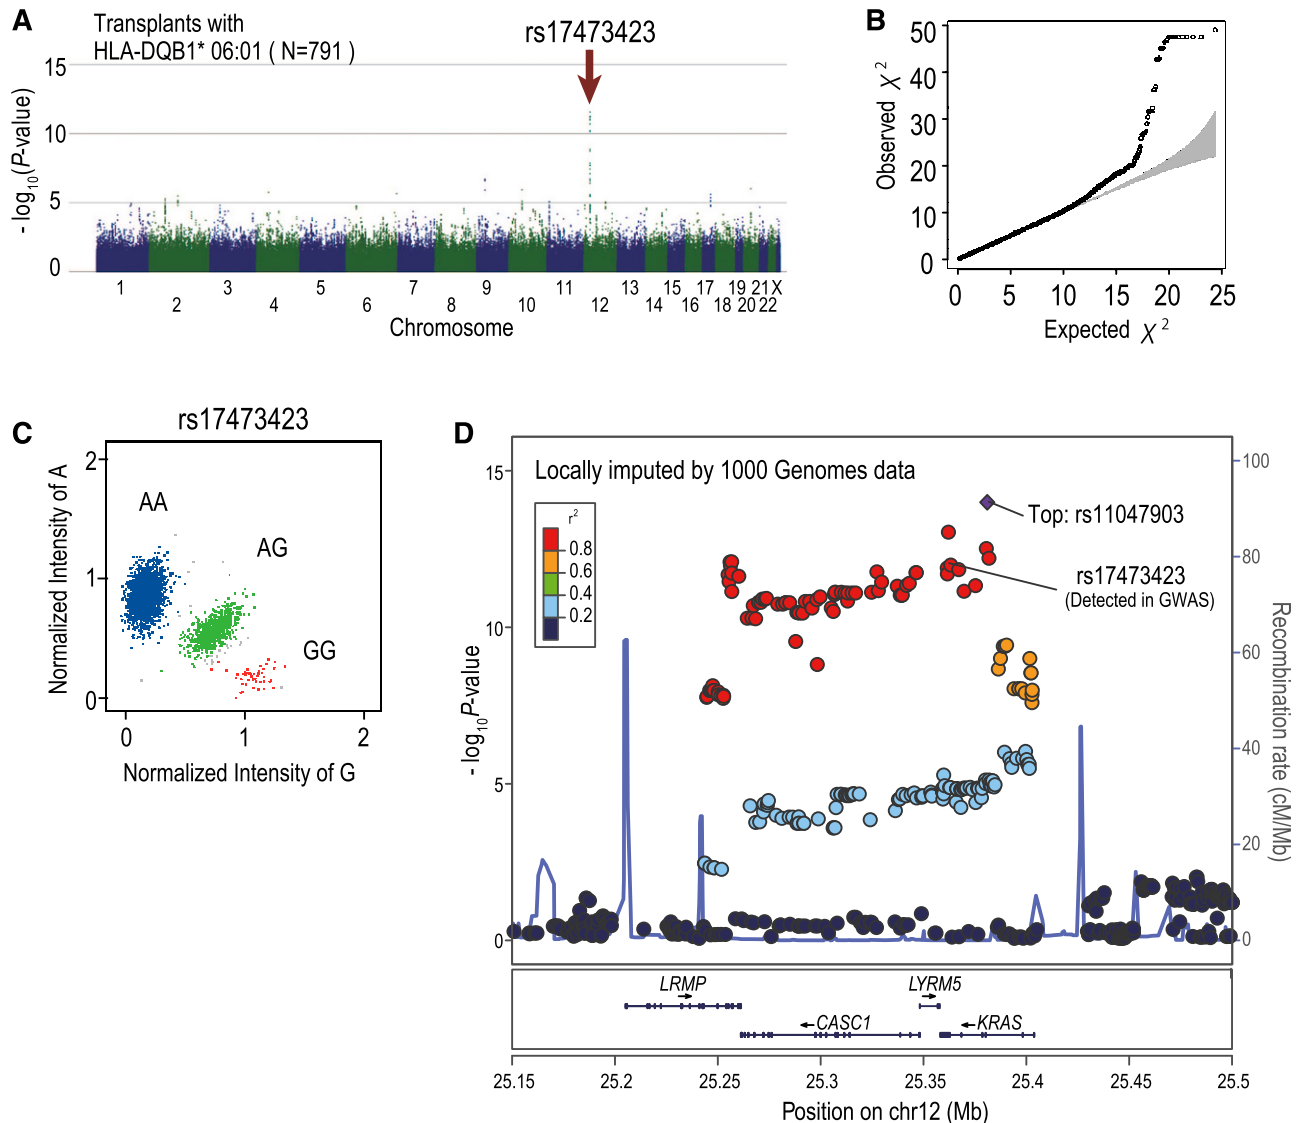 A
Transplants with
HLA-DQB1* 06:01 ( N=791 )
rs17473423
15
10
5
0
- log10(P-value)
1 3 5 7 9 11 13 15 17 19 21 X
2 4 6 8 10 12 14 16 18 20 22
Chromosome
B
50
40
30
20
10
0
Observed χ2
0 5 10 15 20 25
Expected χ2
C
rs17473423
2
1
0
Normalized Intensity of A
AA
AG
GG
0 1 2
Normalized Intensity of G
D
Locally imputed by 1000 Genomes data
r2
0.8
0.6
0.4
0.2
Top: rs11047903
rs17473423
(Detected in GWAS)
15
10
5
0
- log10P-value
100
80
60
40
20
0
Recombination rate (cM/Mb)
LRMP
LYRM5
CASC1
KRAS
25.15 25.2 25.25 25.3 25.35 25.4 25.45 25.5
Position on chr12 (Mb)